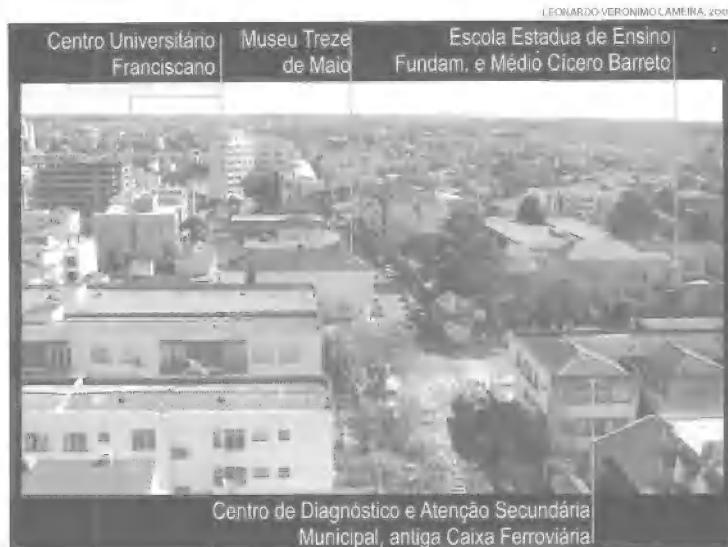 LEONARDO VERONIMO LAMEIRA, 200
Centro Universitário
Franciscano
Museu Treze
de Maio
Escola Estadua de Ensino
Fundam. e Médio Cícero Barreto
Centro de Diagnóstico e Atenção Secundária
Municipal, antiga Caixa Ferroviária